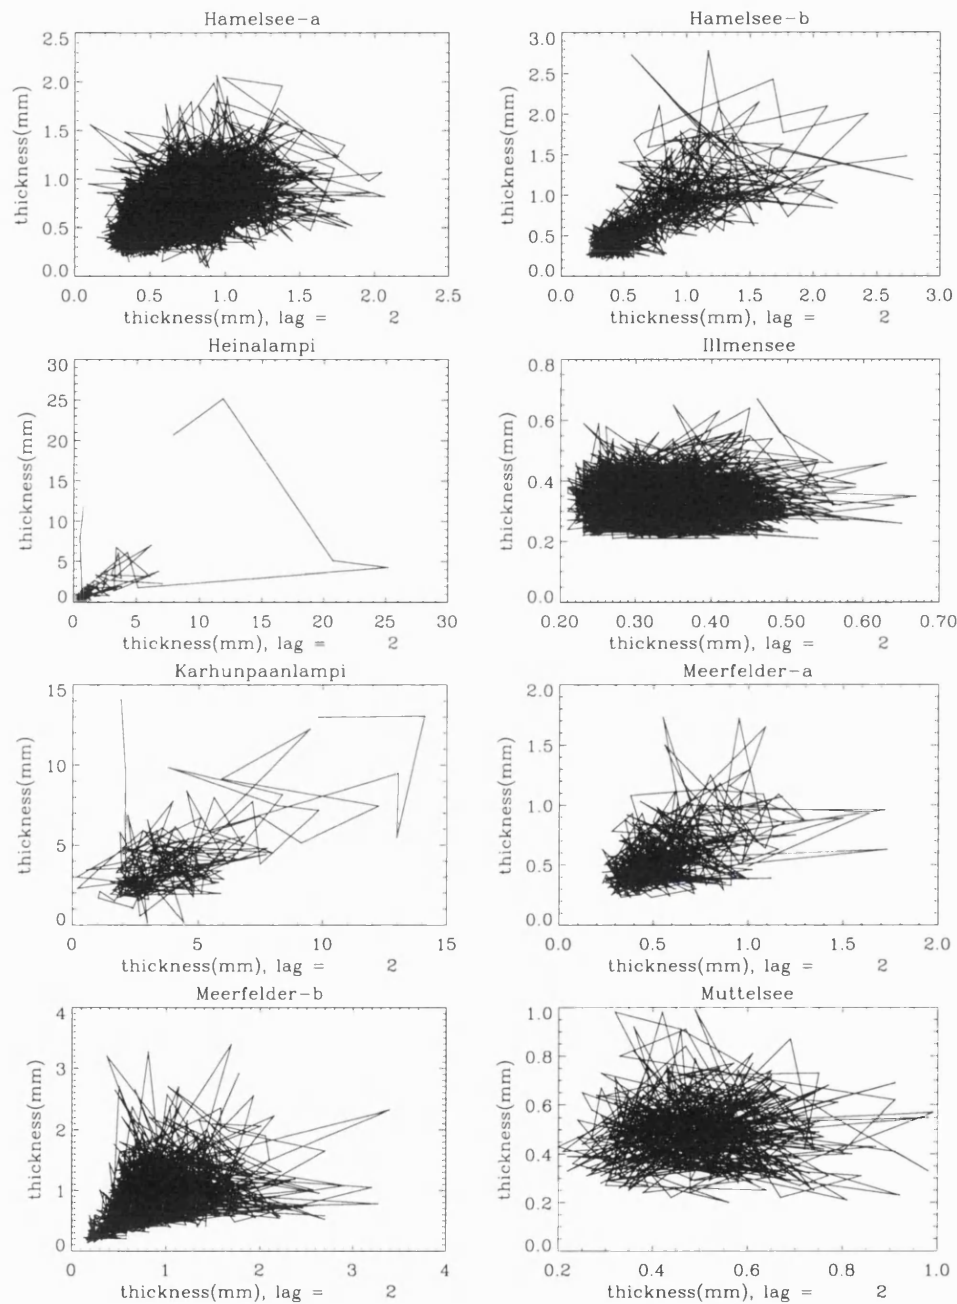 Hamelsee-a
thickness(mm)
2.5
2.0
1.5
1.0
0.5
0.0
0.0 0.5 1.0 1.5 2.0 2.5
thickness(mm), lag = 2
Hamelsee-b
thickness(mm)
3.0
2.5
2.0
1.5
1.0
0.5
0.0
0.0 0.5 1.0 1.5 2.0 2.5 3.0
thickness(mm), lag = 2
Heinalampi
thickness(mm)
30
25
20
15
10
5
0
0 5 10 15 20 25 30
thickness(mm), lag = 2
Illmensee
thickness(mm)
0.8
0.6
0.4
0.2
0.0
0.20 0.30 0.40 0.50 0.60 0.70
thickness(mm), lag = 2
Karhunpaanlampi
thickness(mm)
15
10
5
0
0 5 10 15
thickness(mm), lag = 2
Meerfelder-a
thickness(mm)
2.0
1.5
1.0
0.5
0.0
0.0 0.5 1.0 1.5 2.0
thickness(mm), lag = 2
Meerfelder-b
thickness(mm)
4
3
2
1
0
0 1 2 3 4
thickness(mm), lag = 2
Muttelsee
thickness(mm)
1.0
0.8
0.6
0.4
0.2
0.0
0.2 0.4 0.6 0.8 1.0
thickness(mm), lag = 2